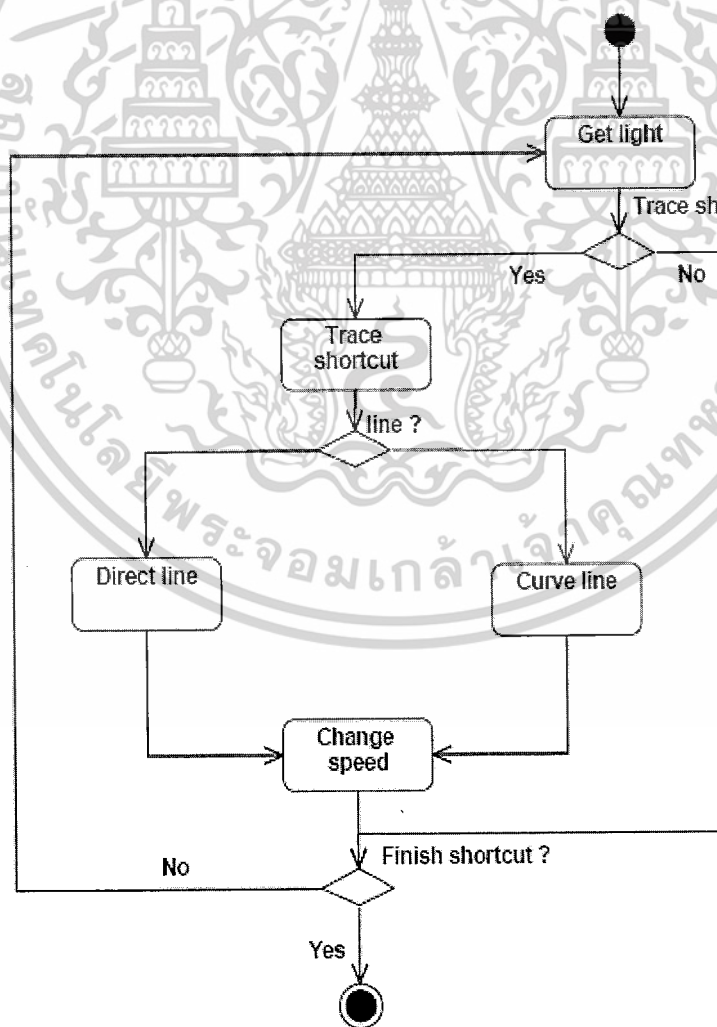 Get light
Trace sh
Yes
No
Trace
shortcut
line ?
Direct line
Curve line
Change
speed
Finish shortcut ?
No
Yes